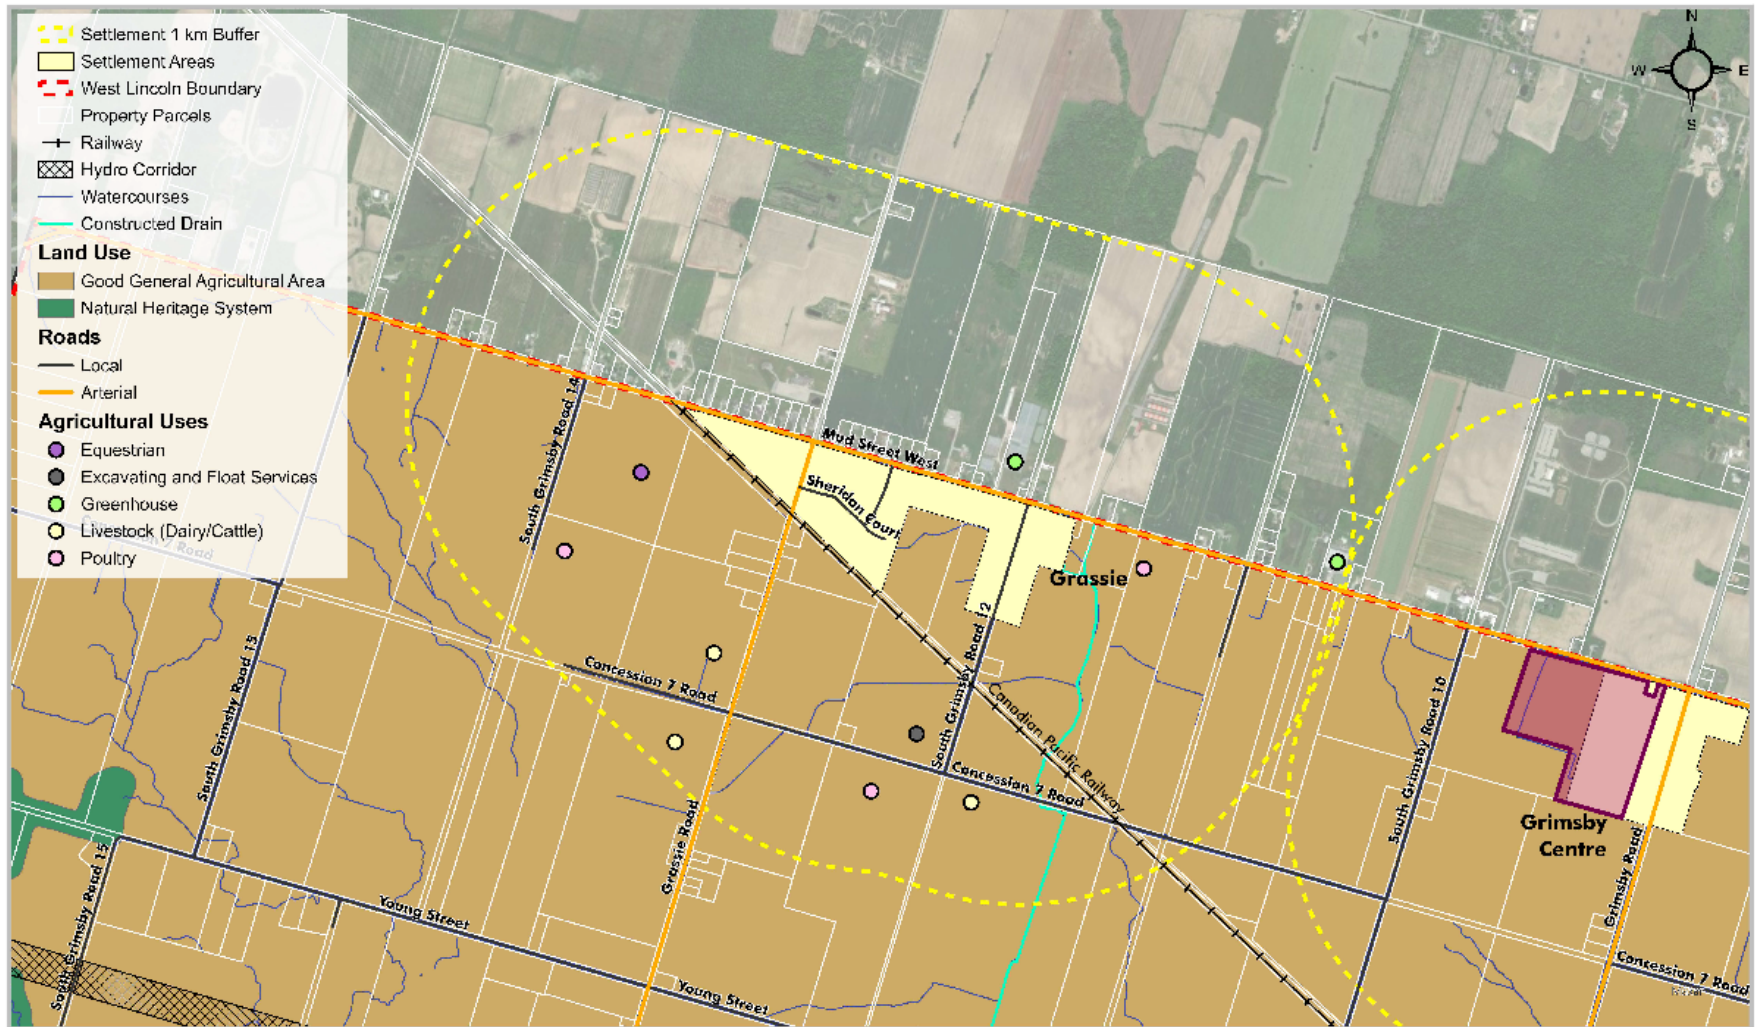 Settlement 1 km Buffer
Settlement Areas
West Lincoln Boundary
Property Parcels
Railway
Hydro Corridor
Watercourses
Constructed Drain
Land Use
Good General Agricultural Area
Natural Heritage System
Roads
Local
Arterial
Agricultural Uses
Equestrian
Excavating and Float Services
Greenhouse
Livestock (Dairy/Cattle)
Poultry
N
W
E
S
South Grimsby Road 14
Mud Street West
Sheridan Court
Grassie
South Grimsby Road 12
Concession 7 Road
Canadian Pacific Railway
South Grimsby Road 15
South Grimsby Road 10
Concession 7 Road
Grassie Road
Grimsby
Centre
Grimsby Road
South Grimsby Road 15
Young Street
Young Street
Concession 7 Road